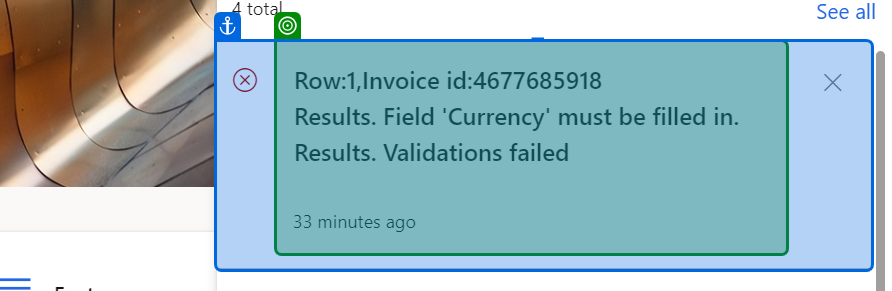 4 total
See all
Row:1,Invoice id:4677685918
Results. Field 'Currency' must be filled in.
Results. Validations failed
33 minutes ago